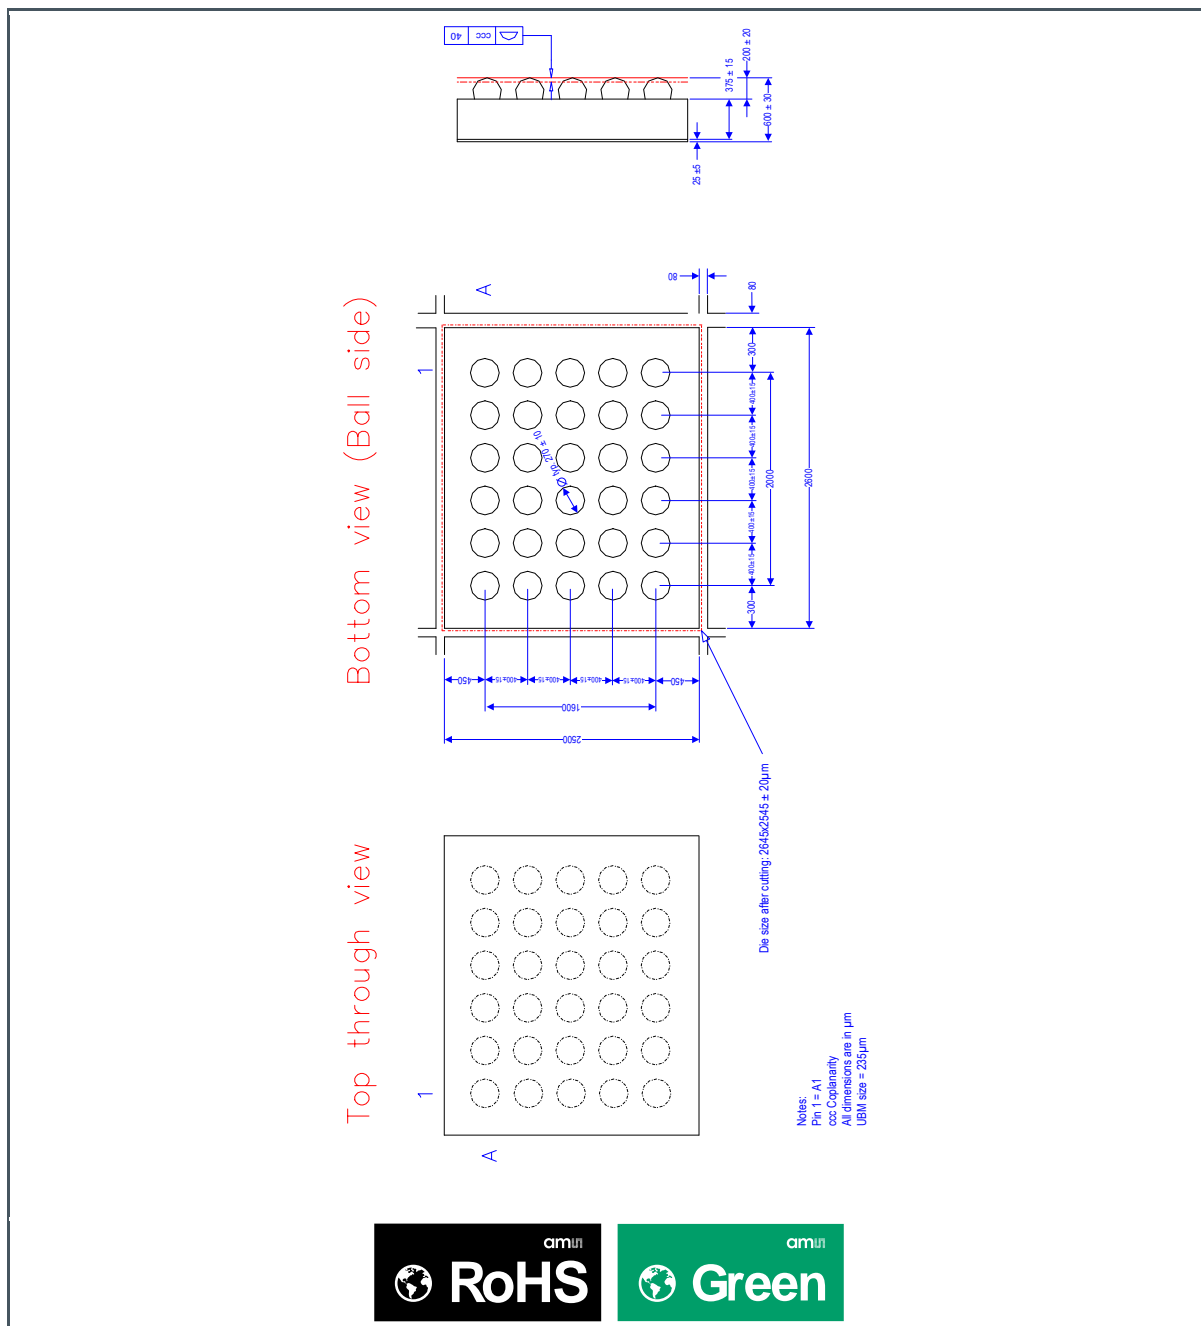 40 ccc
200 ± 20
375 ± 15
600 ± 30
25 ±5
Bottom view (Ball side)
A
1
80
80
300
400±15
400±15
400±15
400±15
400±15
300
2000
2600
Ø typ. 270 ± 10
450
400±15
400±15
400±15
400±15
450
1600
2500
Die size after cutting: 2645x2545 ± 20µm
Top through view
1
A
Notes:
Pin 1 = A1
ccc Coplanarity
All dimensions are in µm
UBM size = 235µm
am
RoHS
am
Green